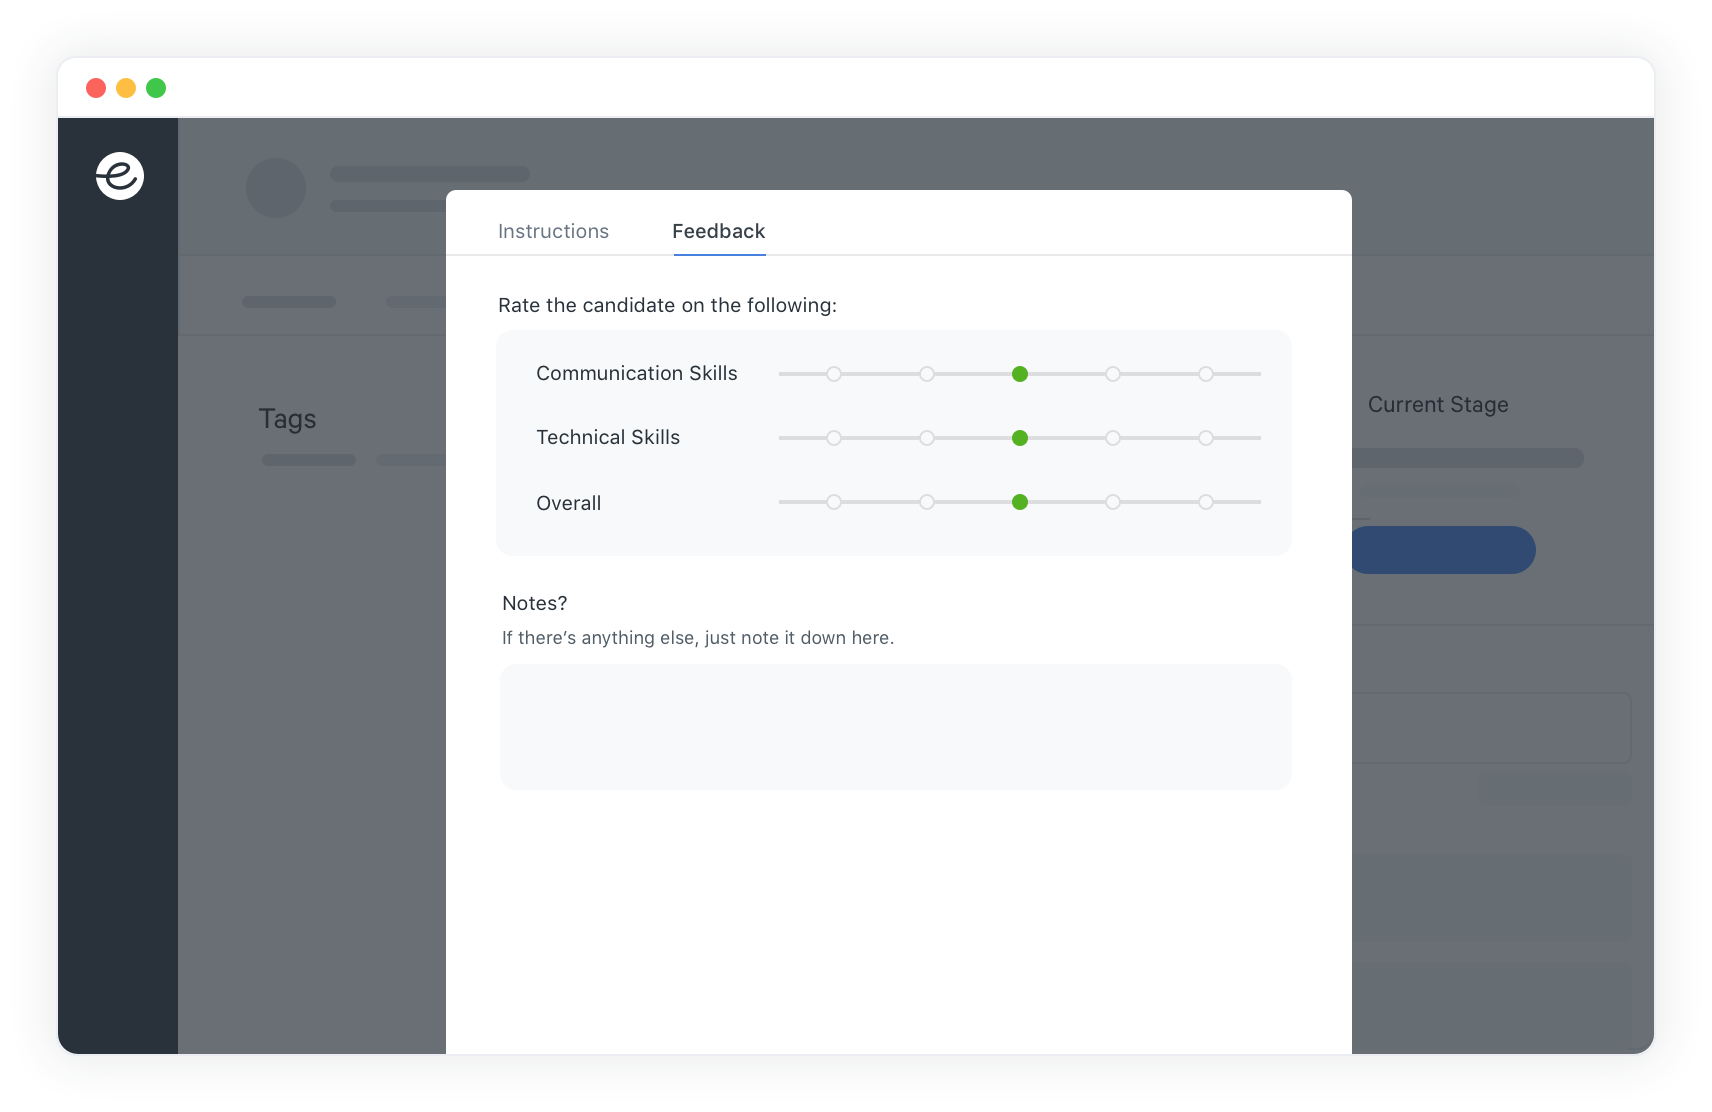 Instructions
Feedback
Rate the candidate on the following:
Communication Skills
Technical Skills
Overall
Notes?
If there's anything else, just note it down here.
Tags
Current Stage